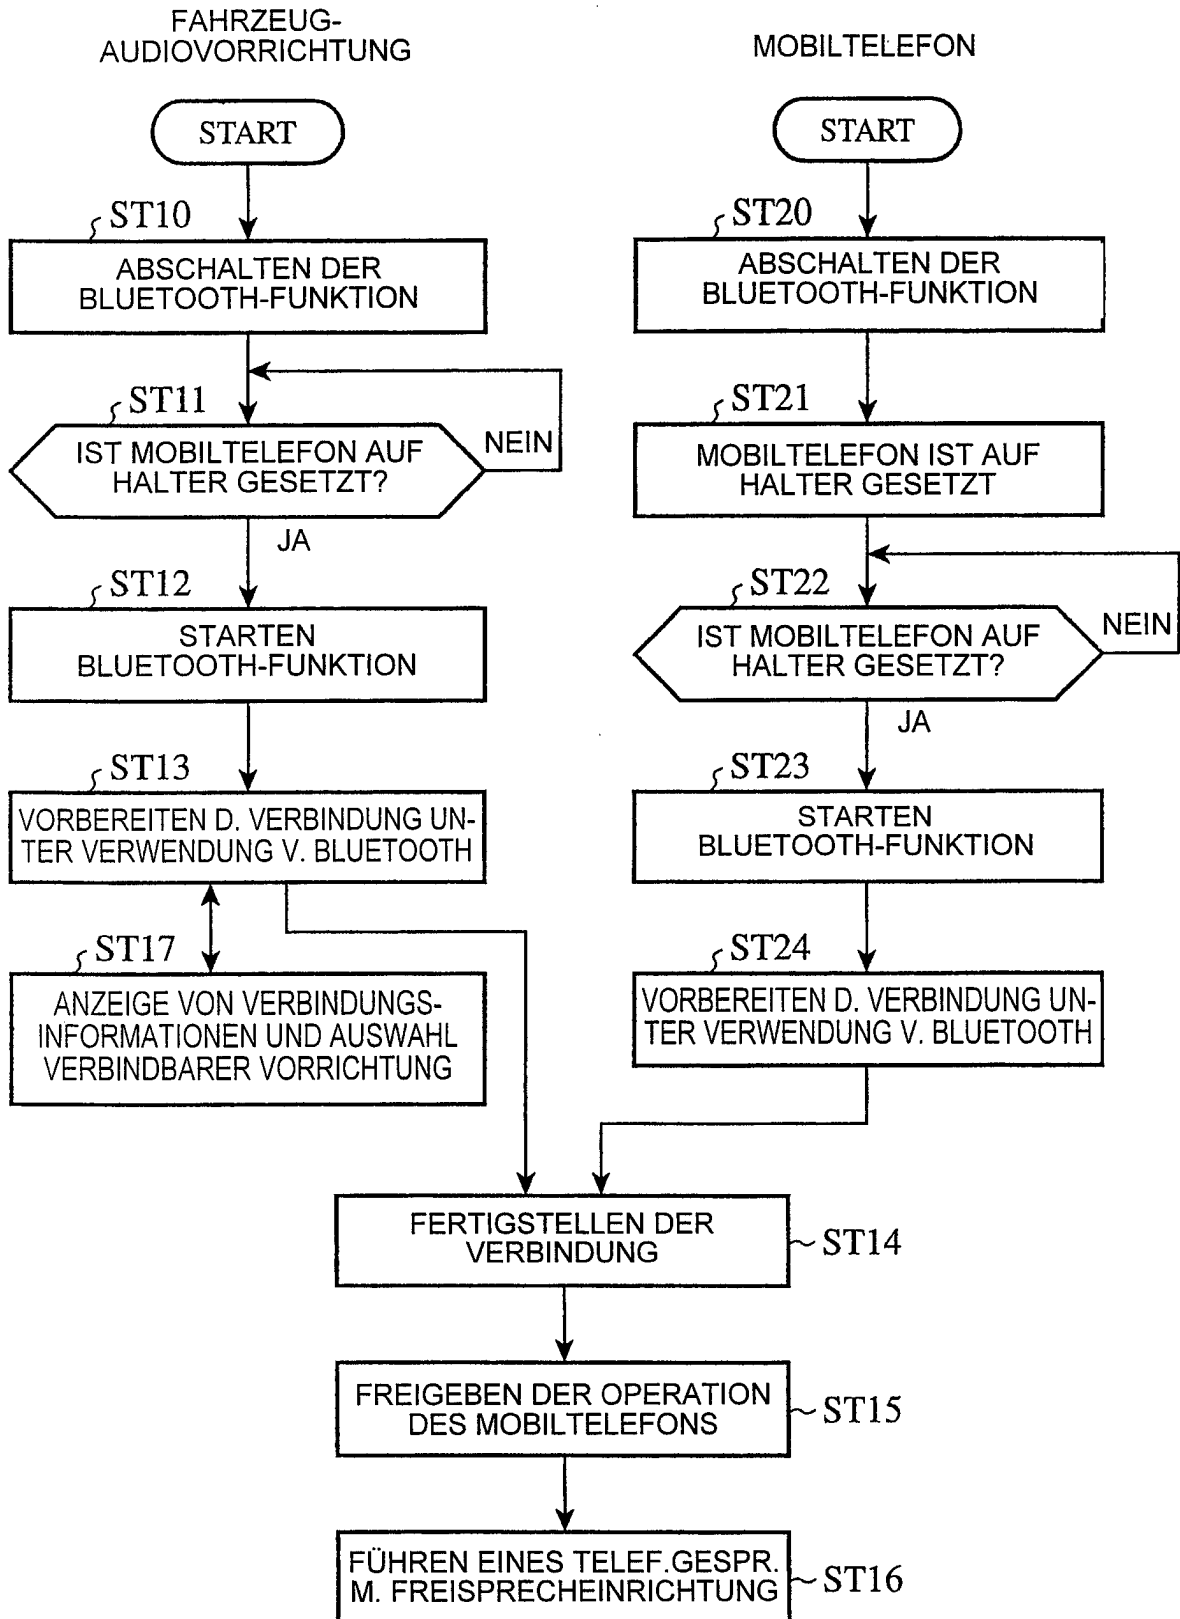 FAHRZEUG-
AUDIOVORRICHTUNG
START
ST10
ABSCHALTEN DER
BLUETOOTH-FUNKTION
ST11
IST MOBILTELEFON AUF
HALTER GESETZT?
NEIN
JA
ST12
STARTEN
BLUETOOTH-FUNKTION
ST13
VORBEREITEN D. VERBINDUNG UN-
TER VERWENDUNG V. BLUETOOTH
ST17
ANZEIGE VON VERBINDUNGS-
INFORMATIONEN UND AUSWAHL
VERBINDBARER VORRICHTUNG
MOBILTELEFON
START
ST20
ABSCHALTEN DER
BLUETOOTH-FUNKTION
ST21
MOBILTELEFON IST AUF
HALTER GESETZT
ST22
IST MOBILTELEFON AUF
HALTER GESETZT?
NEIN
JA
ST23
STARTEN
BLUETOOTH-FUNKTION
ST24
VORBEREITEN D. VERBINDUNG UN-
TER VERWENDUNG V. BLUETOOTH
FERTIGSTELLEN DER
VERBINDUNG
ST14
FREIGEBEN DER OPERATION
DES MOBILTELEFONS
ST15
FÜHREN EINES TELEF.GESPR.
M. FREISPRECHEINRICHTUNG
ST16